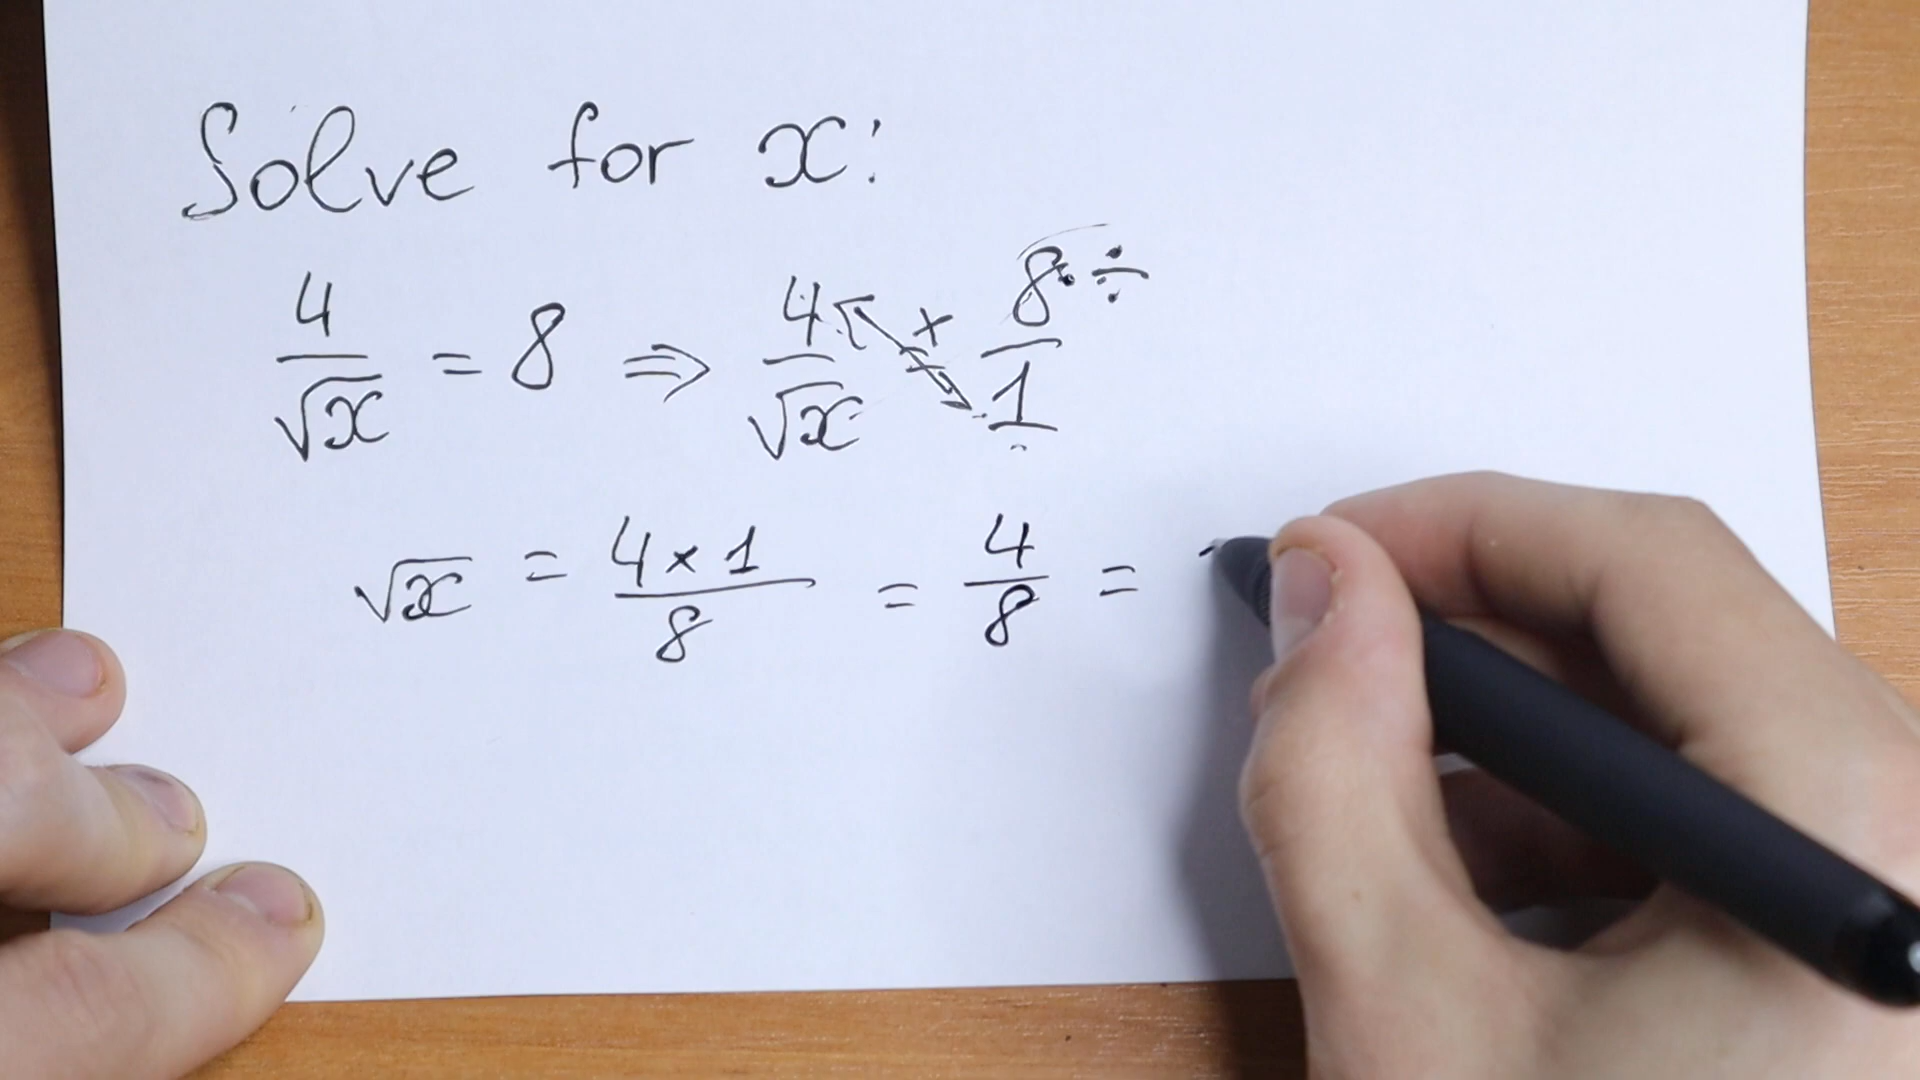 Solve for x:
4/√x = 8 ⇒ 4/√x = 8/1 × ÷
√x = 4×1/8 = 4/8 =